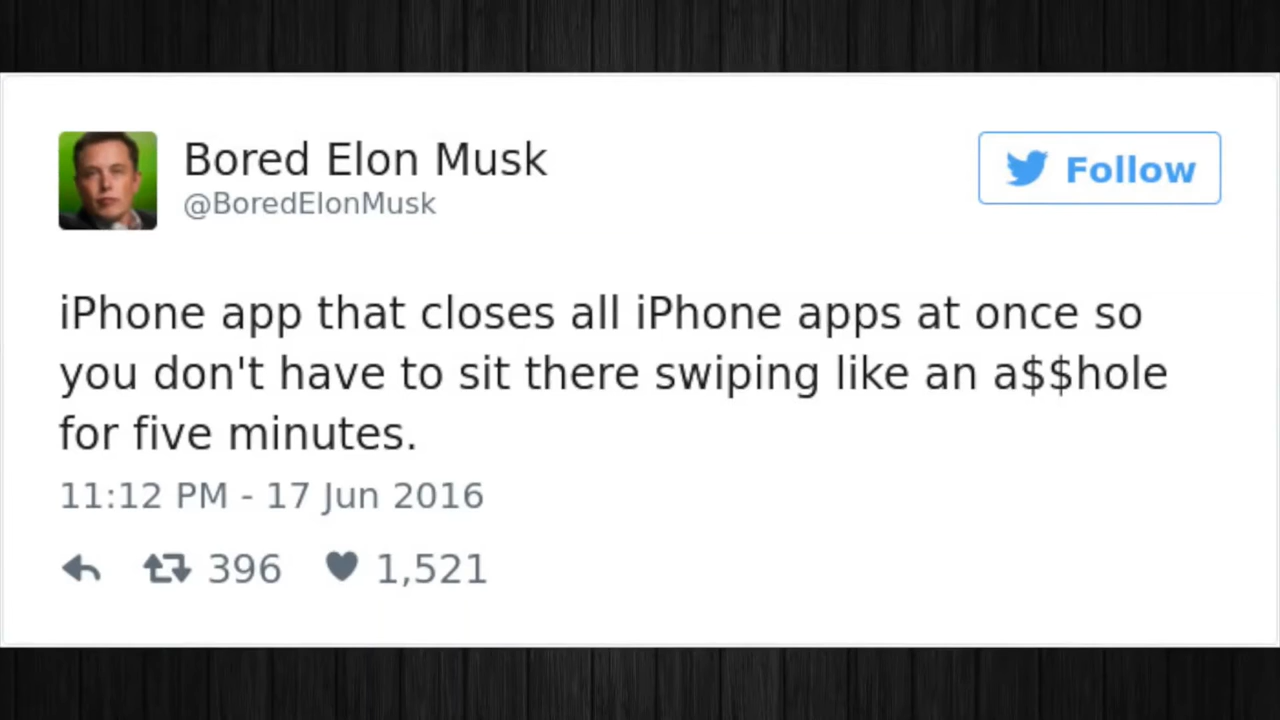 Bored Elon Musk
@BoredElonMusk
Follow
iPhone app that closes all iPhone apps at once so
you don't have to sit there swiping like an a$$hole
for five minutes.
11:12 PM - 17 Jun 2016
396 1,521